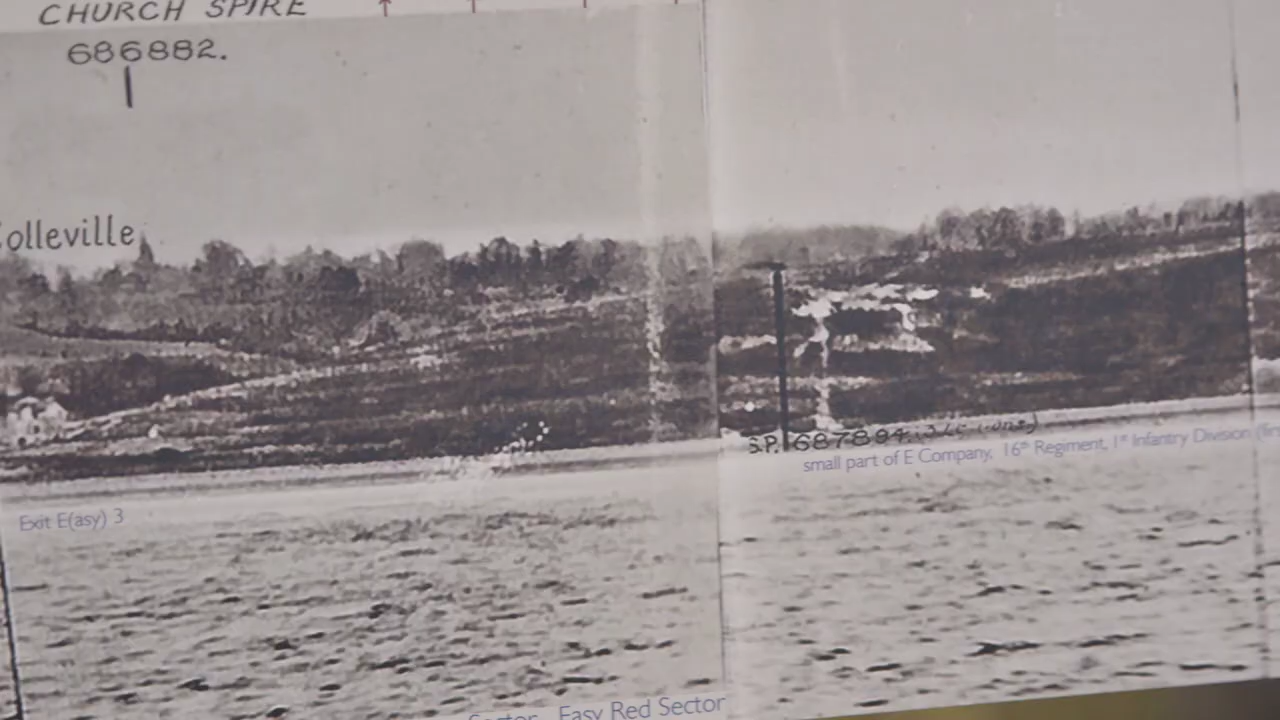 CHURCH SPIRE
686882.
Colleville
S.P. 687894.
small part of E Company, 16th Regiment, 1st Infantry Division
Exit E(asy) 3
Sector Easy Red Sector